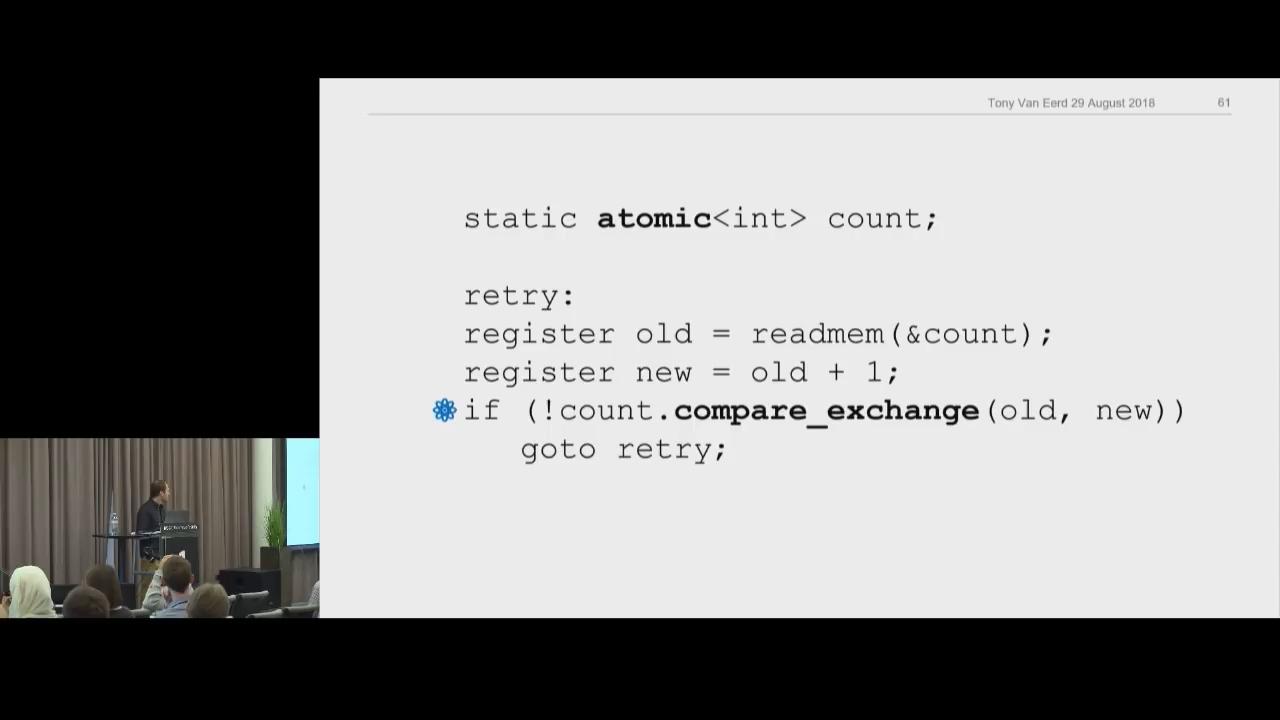 Tony Van Eerd 29 August 2018 61
static atomic<int> count;
retry:
register old = readmem(&count);
register new = old + 1;
if (!count.compare_exchange(old, new))
goto retry;